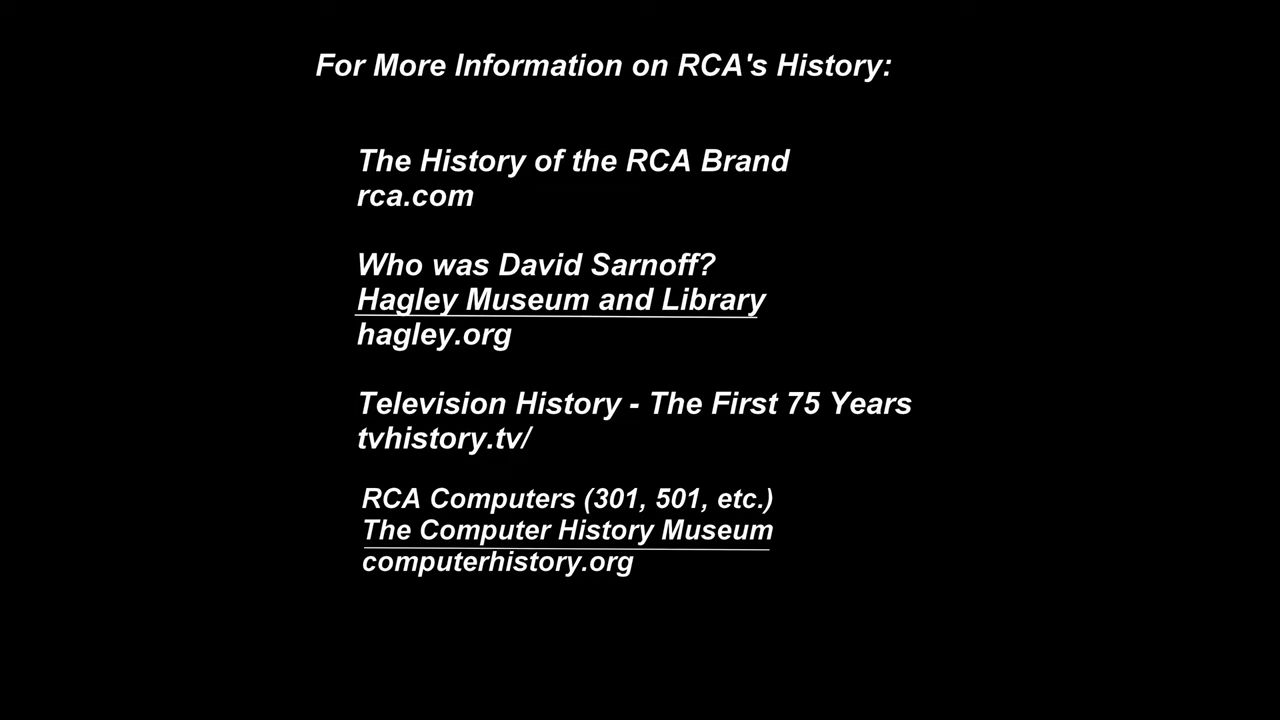 For More Information on RCA's History:
The History of the RCA Brand
rca.com
Who was David Sarnoff?
Hagley Museum and Library
hagley.org
Television History - The First 75 Years
tvhistory.tv/
RCA Computers (301, 501, etc.)
The Computer History Museum
computerhistory.org